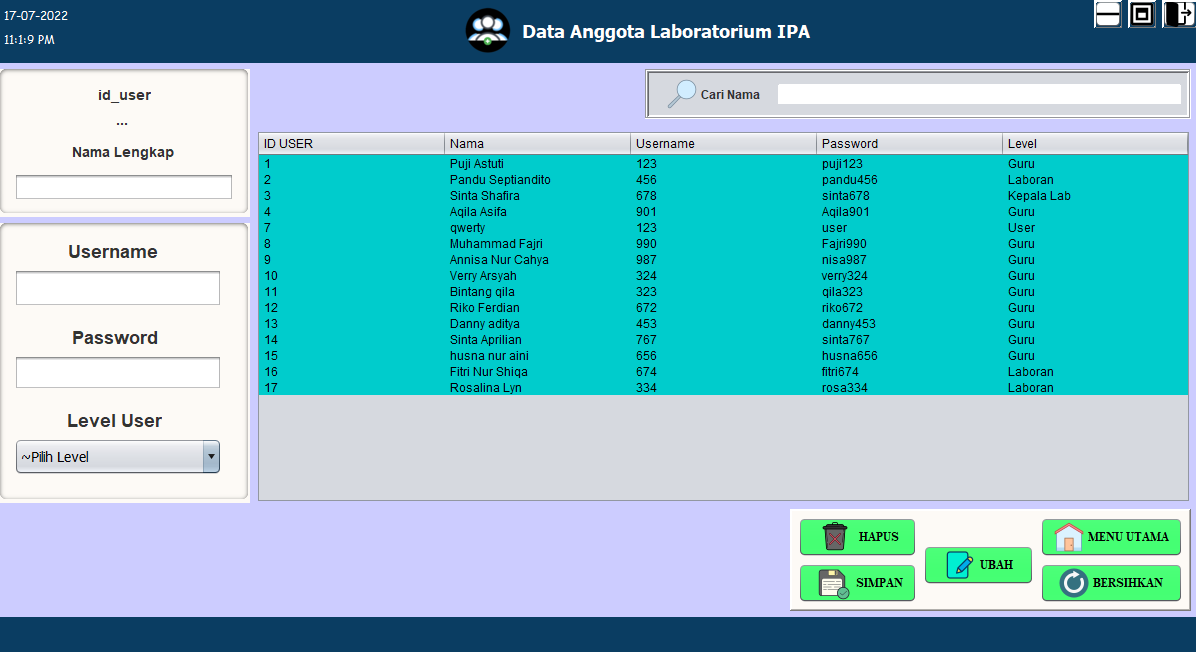 17-07-2022
11:1:9 PM
Data Anggota Laboratorium IPA
id_user
...
Nama Lengkap
Username
Password
Level User
~Pilih Level
Cari Nama
ID USER Nama Username Password Level
1 Puji Astuti 123 puji123 Guru
2 Pandu Septiandito 456 pandu456 Laboran
3 Sinta Shafira 678 sinta678 Kepala Lab
4 Aqila Asifa 901 Aqila901 Guru
7 qwerty 123 user User
8 Muhammad Fajri 990 Fajri990 Guru
9 Annisa Nur Cahya 987 nisa987 Guru
10 Verry Arsyah 324 verry324 Guru
11 Bintang qila 323 qila323 Guru
12 Riko Ferdian 672 riko672 Guru
13 Danny aditya 453 danny453 Guru
14 Sinta Aprilian 767 sinta767 Guru
15 husna nur aini 656 husna656 Guru
16 Fitri Nur Shiqa 674 fitri674 Laboran
17 Rosalina Lyn 334 rosa334 Laboran
HAPUS
SIMPAN
UBAH
MENU UTAMA
BERSIHKAN